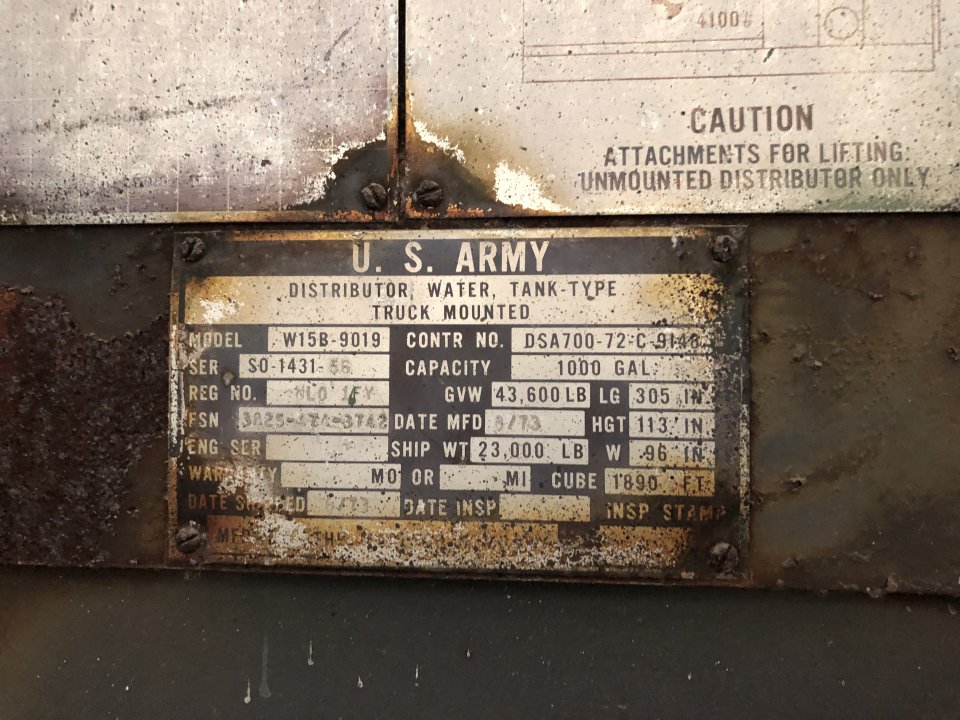 4100#
CAUTION
ATTACHMENTS FOR LIFTING
UNMOUNTED DISTRIBUTOR ONLY
U. S. ARMY
DISTRIBUTOR, WATER, TANK-TYPE
TRUCK MOUNTED
MODEL W15B-9019 CONTR NO. DSA700-72-C-9148
SER SO-1431-56 CAPACITY 1000 GAL.
REG NO. GVW 43,600 LB LG 305 IN.
FSN DATE MFD HGT 113 IN.
ENG SER SHIP WT 23,000 LB W 96 IN.
WARRANTY MO OR MI CUBE 1890 FT.
DATE SHIPPED DATE INSP INSP STAMP